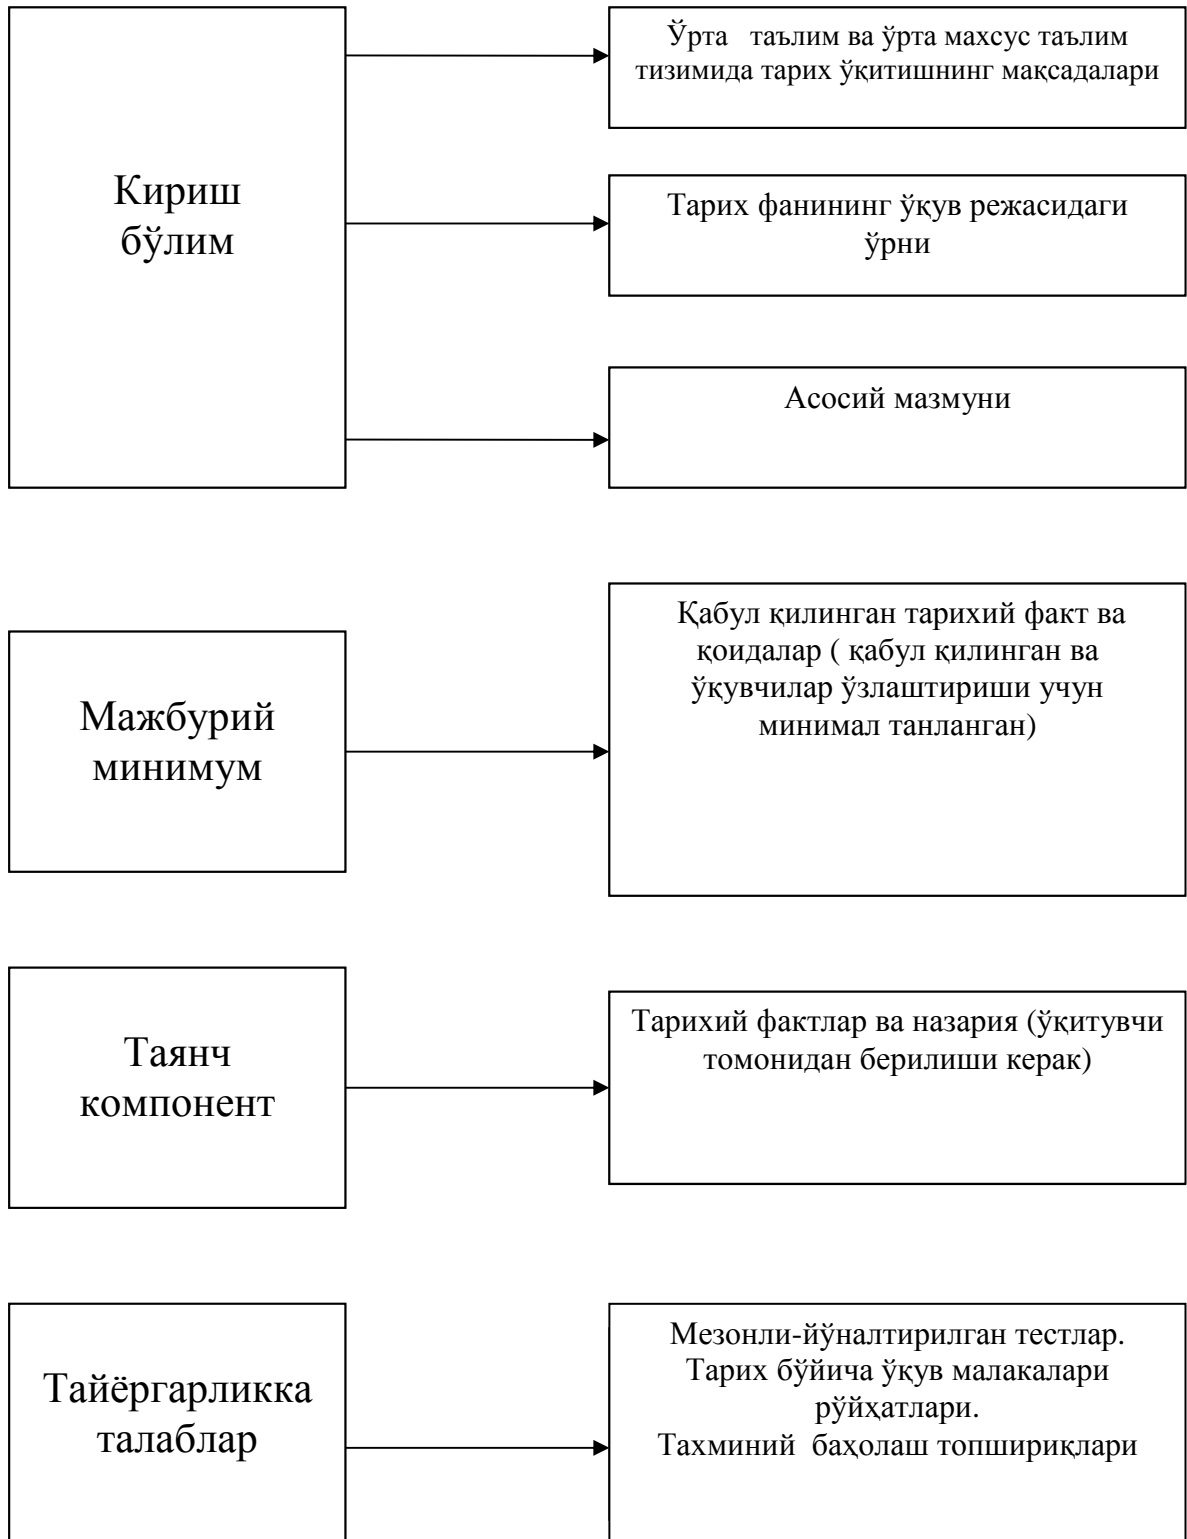 Кириш
бўлим
Ўрта таълим ва ўрта махсус таълим
тизимида тарих ўқитишнинг мақсадалари
Тарих фанининг ўқув режасидаги
ўрни
Асосий мазмуни
Мажбурий
минимум
Қабул қилинган тарихий факт ва
қоидалар ( қабул қилинган ва
ўқувчилар ўзлаштириши учун
минимал танланган)
Таянч
компонент
Тарихий фактлар ва назария (ўқитувчи
томонидан берилиши керак)
Тайёргарликка
талаблар
Мезонли-йўналтирилган тестлар.
Тарих бўйича ўқув малакалари
рўйҳатлари.
Тахминий баҳолаш топшириқлари